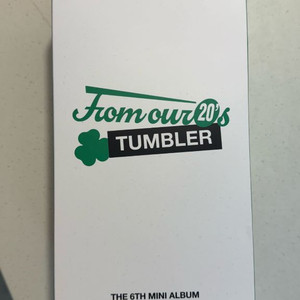 From our 20's
TUMBLER
THE 6TH MINI ALBUM